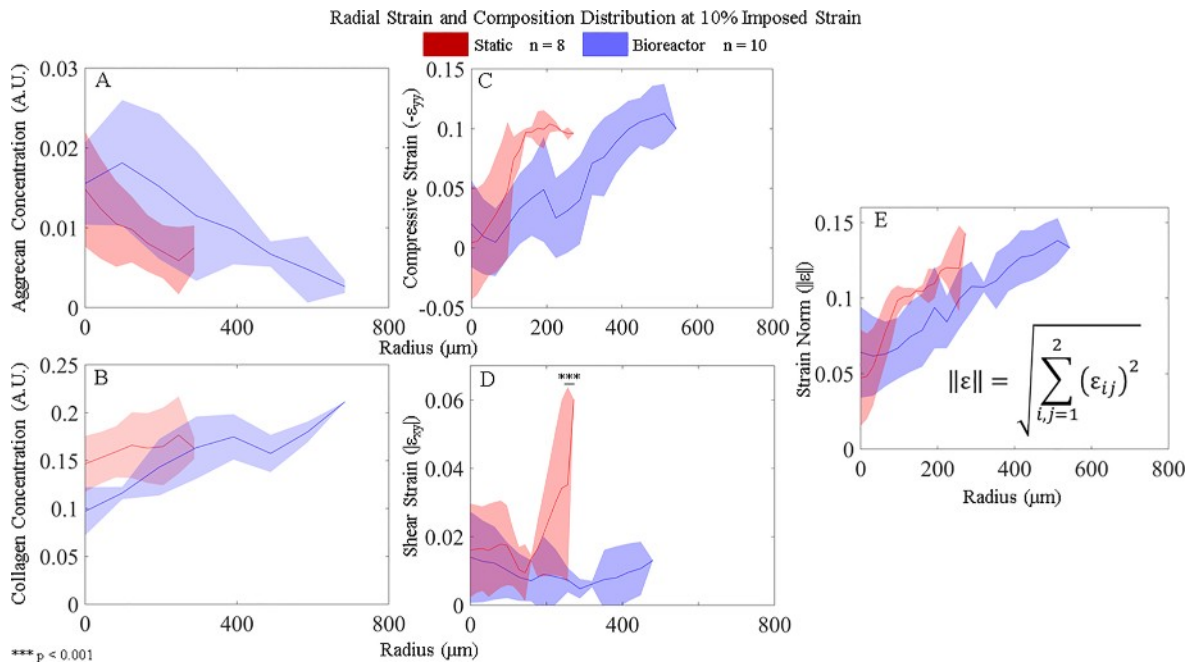 Radial Strain and Composition Distribution at 10% Imposed Strain
Static n = 8 Bioreactor n = 10
A
Aggrecan Concentration (A.U.)
0.03
0.02
0.01
0
0 400 800
C
Compressive Strain (-εyy)
0.15
0.1
0.05
0
-0.05
0 200 400 600 800
Radius (µm)
B
Collagen Concentration (A.U.)
0.25
0.2
0.15
0.1
0.05
0
0 400 800
D
***
Shear Strain (|εxy|)
0.06
0.04
0.02
0
0 400 800
Radius (µm)
E
Strain Norm (||ε||)
0.15
0.1
0.05
0
0 200 400 600 800
Radius (µm)
||ε|| = √∑i,j=1 2 (εij)2
*** p < 0.001